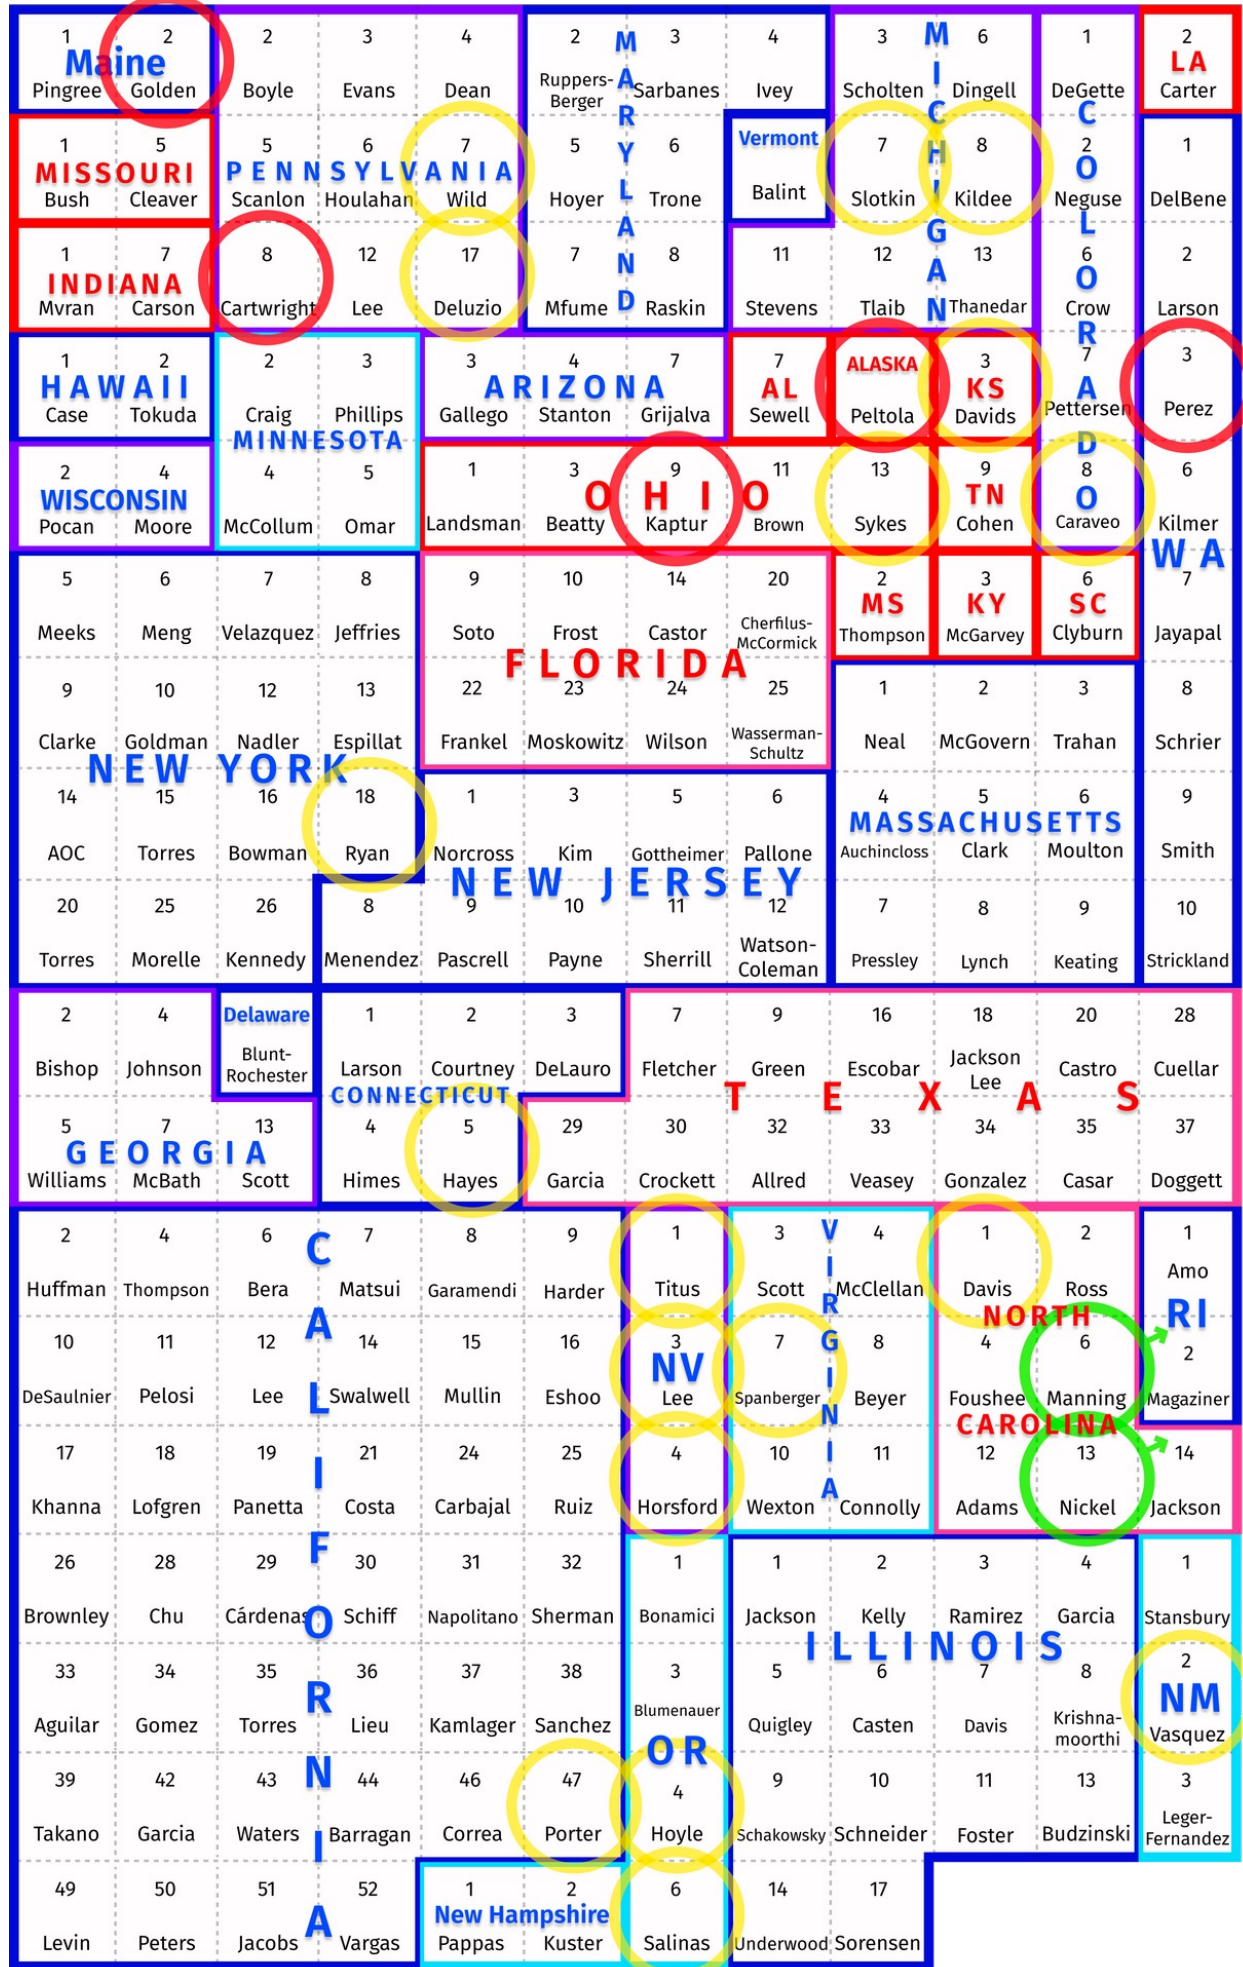 1 2 2 3 4 2 3 4 3 6 1 2
Maine M M LA
Pingree Golden Boyle Evans Dean Ruppers-Berger A Sarbanes Ivey Scholten I Dingell DeGette Carter
1 5 5 6 7 R 5 6 Vermont 7 C 8 C 2 1
MISSOURI PENNSYLVANIA Y H O
Bush Cleaver Scanlon Houlahan Wild Hoyer L Trone Balint Slotkin I Kildee Neguse DelBene
1 7 8 12 17 7 A 8 11 12 G 13 L 6 2
INDIANA N A O
Mvran Carson Cartwright Lee Deluzio Mfume D Raskin Stevens Tlaib N Thanedar Crow Larson
1 2 2 3 3 4 7 7 ALASKA 3 R 7 3
HAWAII ARIZONA AL KS A
Case Tokuda Craig Phillips Gallego Stanton Grijalva Sewell Peltola Davids Pettersen Perez
MINNESOTA D
2 4 4 5 1 3 9 11 13 9 8 6
WISCONSIN OHIO TN O
Pocan Moore McCollum Omar Landsman Beatty Kaptur Brown Sykes Cohen Caraveo Kilmer
WA
5 6 7 8 9 10 14 20 2 3 6 7
MS KY SC
Meeks Meng Velazquez Jeffries Soto Frost Castor Cherfilus-McCormick Thompson McGarvey Clyburn Jayapal
FLORIDA
9 10 12 13 22 23 24 25 1 2 3 8
Clarke Goldman Nadler Espillat Frankel Moskowitz Wilson Wasserman-Schultz Neal McGovern Trahan Schrier
NEW YORK
14 15 16 18 1 3 5 6 4 5 6 9
MASSACHUSETTS
AOC Torres Bowman Ryan Norcross Kim Gottheimer Pallone Auchincloss Clark Moulton Smith
NEW JERSEY
20 25 26 8 9 10 11 12 7 8 9 10
Torres Morelle Kennedy Menendez Pascrell Payne Sherrill Watson-Coleman Pressley Lynch Keating Strickland
2 4 Delaware 1 2 3 7 9 16 18 20 28
Bishop Johnson Blunt-Rochester Larson Courtney DeLauro Fletcher Green Escobar Jackson Lee Castro Cuellar
CONNECTICUT TEXAS
5 7 13 4 5 29 30 32 33 34 35 37
GEORGIA
Williams McBath Scott Himes Hayes Garcia Crockett Allred Veasey Gonzalez Casar Doggett
2 4 6 C 7 8 9 1 3 V 4 1 2 1
Huffman Thompson Bera Matsui Garamendi Harder Titus Scott I McClellan Davis Ross Amo
A R NORTH RI
10 11 12 14 15 16 3 7 G 8 4 6 2
NV I
DeSaulnier Pelosi Lee L Swalwell Mullin Eshoo Lee Spanberger N Beyer Foushee Manning Magaziner
CAROLINA
17 18 19 I 21 24 25 4 10 I 11 12 13 14
Khanna Lofgren Panetta Costa Carbajal Ruiz Horsford Wexton A Connolly Adams Nickel Jackson
26 28 29 F 30 31 32 1 1 2 3 4 1
Brownley Chu Cárdenas O Schiff Napolitano Sherman Bonamici Jackson Kelly Ramirez Garcia Stansbury
ILLINOIS
33 34 35 R 36 37 38 3 5 6 7 8 2
NM
Aguilar Gomez Torres Lieu Kamlager Sanchez Blumenauer Quigley Casten Davis Krishna-moorthi Vasquez
OR
39 42 43 N 44 46 47 4 9 10 11 13 3
Takano Garcia Waters I Barragan Correa Porter Hoyle Schakowsky Schneider Foster Budzinski Leger-Fernandez
49 50 51 52 1 2 6 14 17
A New Hampshire
Levin Peters Jacobs Vargas Pappas Kuster Salinas Underwood Sorensen